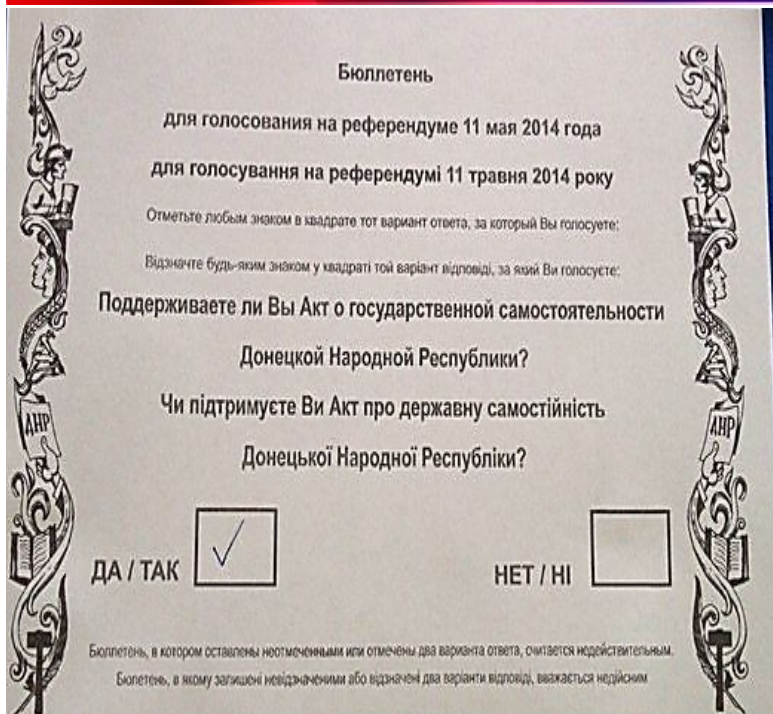 Бюллетень
для голосования на референдуме 11 мая 2014 года
для голосування на референдумі 11 травня 2014 року
Отметьте любым знаком в квадрате тот вариант ответа, за который Вы голосуете:
Відзначте будь-яким знаком у квадраті той варіант відповіді, за який Ви голосуєте:
Поддерживаете ли Вы Акт о государственной самостоятельности
Донецкой Народной Республики?
Чи підтримуєте Ви Акт про державну самостійність
Донецької Народної Республіки?
ДНР ДНР
ДА / ТАК НЕТ / НІ
Бюллетень, в котором оставлены неотмеченными или отмечены два варианта ответа, считается недействительным.
Бюлетень, в якому залишені невідзначеними або відзначені два варіанти відповіді, вважається недійсним